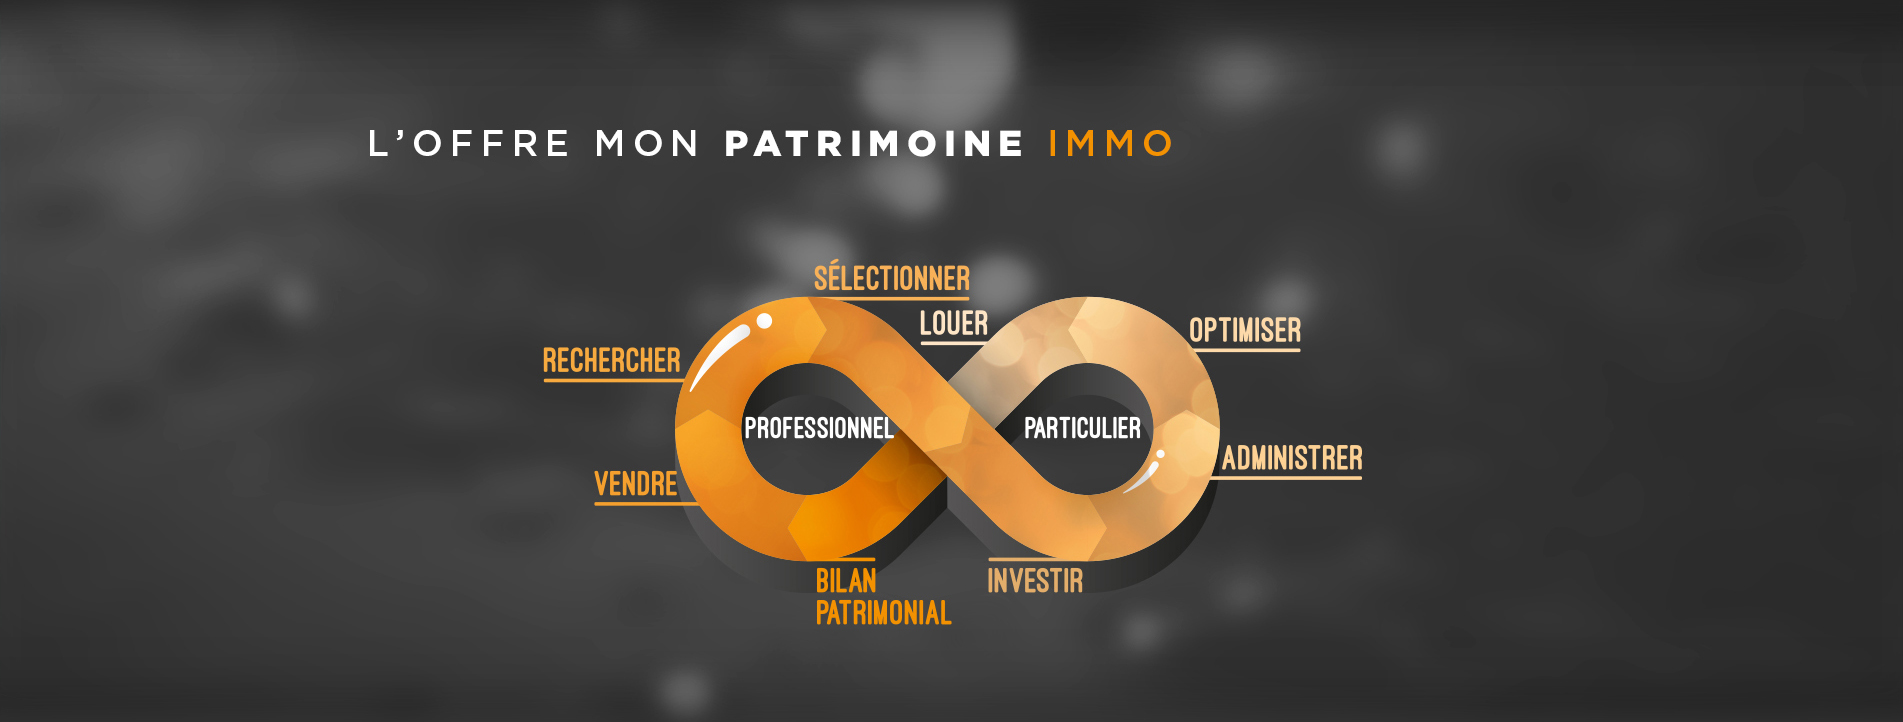 L'OFFRE MON PATRIMOINE IMMO
SÉLECTIONNER
LOUER
OPTIMISER
RECHERCHER
PROFESSIONNEL
PARTICULIER
ADMINISTRER
VENDRE
BILAN
PATRIMONIAL
INVESTIR